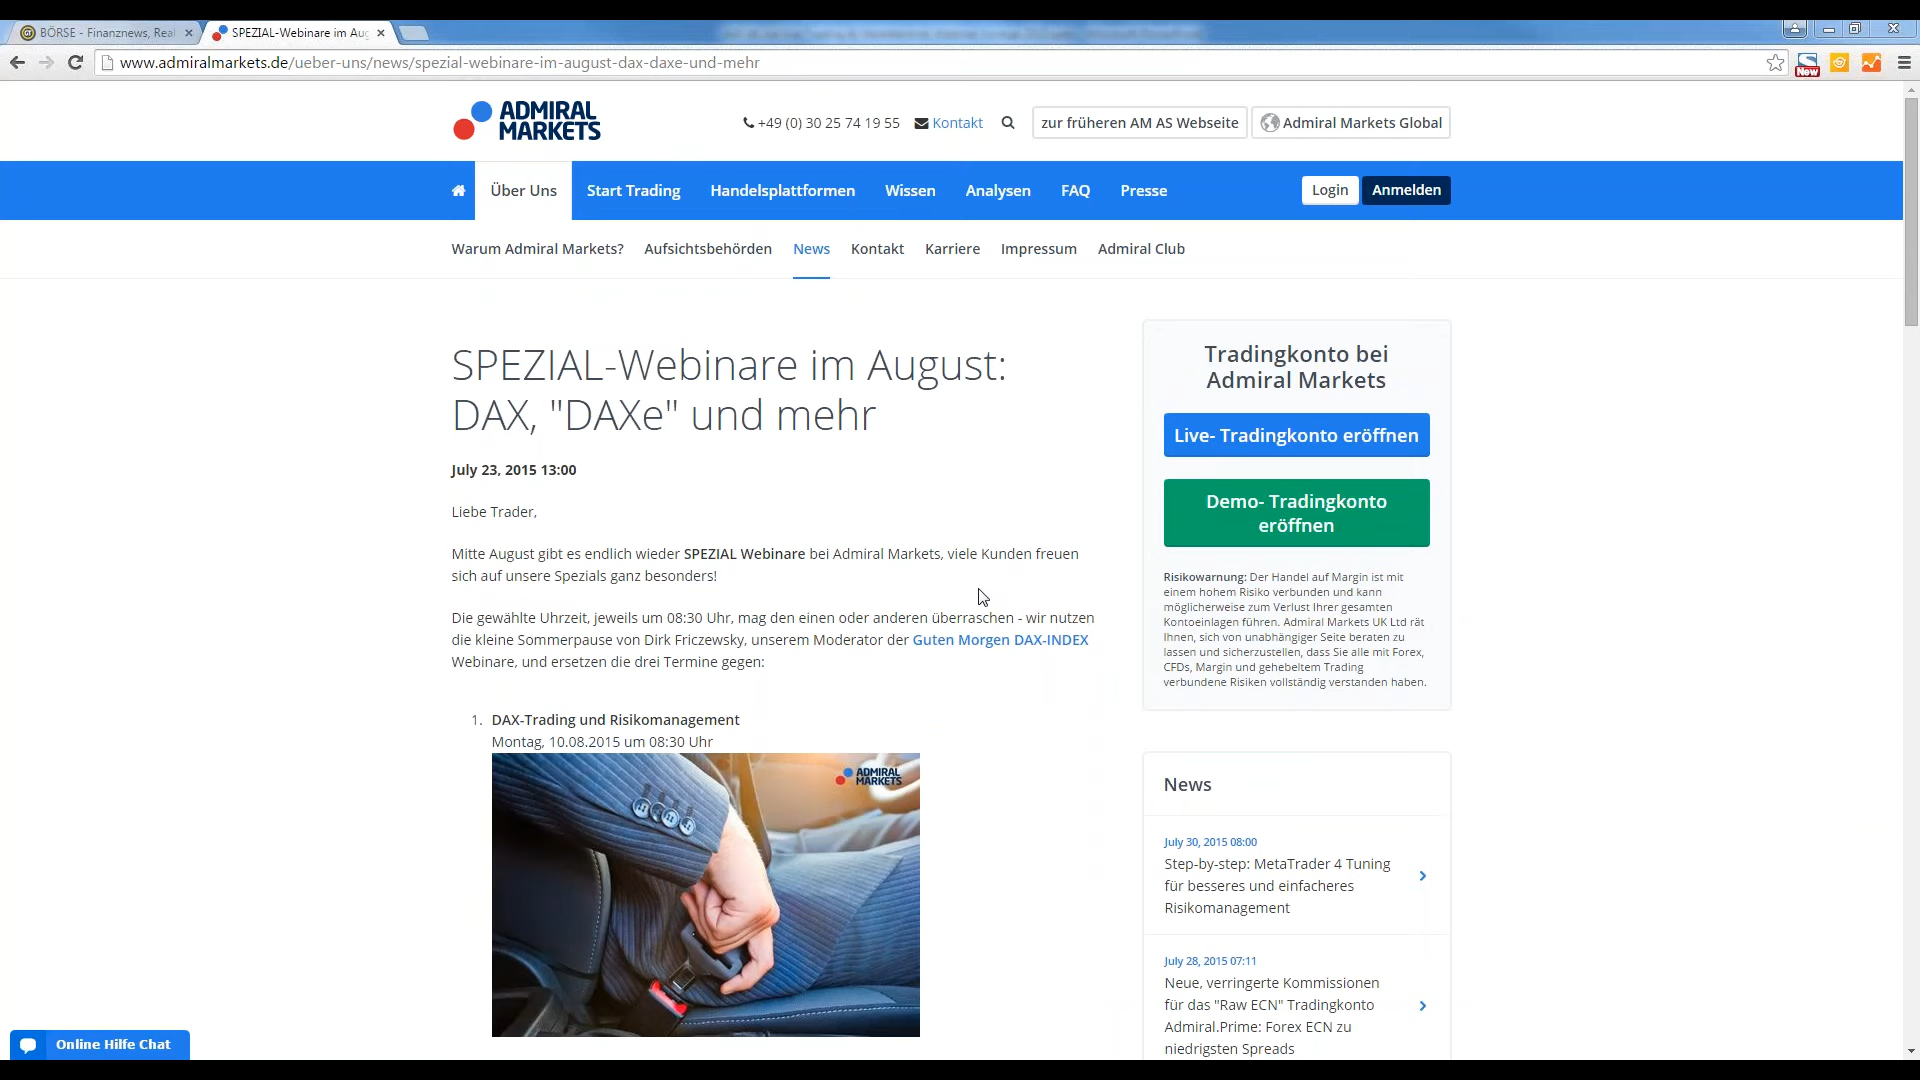 BÖRSE - Finanznews, Real
SPEZIAL-Webinare im Aug
www.admiralmarkets.de/ueber-uns/news/spezial-webinare-im-august-dax-daxe-und-mehr
New
ADMIRAL
MARKETS
+49 (0) 30 25 74 19 55
Kontakt
zur früheren AM AS Webseite
Admiral Markets Global
Über Uns
Start Trading
Handelsplattformen
Wissen
Analysen
FAQ
Presse
Login
Anmelden
Warum Admiral Markets?
Aufsichtsbehörden
News
Kontakt
Karriere
Impressum
Admiral Club
SPEZIAL-Webinare im August:
DAX, "DAXe" und mehr
July 23, 2015 13:00
Liebe Trader,
Mitte August gibt es endlich wieder SPEZIAL Webinare bei Admiral Markets, viele Kunden freuen
sich auf unsere Spezials ganz besonders!
Die gewählte Uhrzeit, jeweils um 08:30 Uhr, mag den einen oder anderen überraschen - wir nutzen
die kleine Sommerpause von Dirk Friczewsky, unserem Moderator der Guten Morgen DAX-INDEX
Webinare, und ersetzen die drei Termine gegen:
1. DAX-Trading und Risikomanagement
Montag, 10.08.2015 um 08:30 Uhr
ADMIRAL
MARKETS
Tradingkonto bei
Admiral Markets
Live- Tradingkonto eröffnen
Demo- Tradingkonto
eröffnen
Risikowarnung: Der Handel auf Margin ist mit
einem hohem Risiko verbunden und kann
möglicherweise zum Verlust Ihrer gesamten
Kontoeinlagen führen. Admiral Markets UK Ltd rät
Ihnen, sich von unabhängiger Seite beraten zu
lassen und sicherzustellen, dass Sie alle mit Forex,
CFDs, Margin und gehebeltem Trading
verbundene Risiken vollständig verstanden haben.
News
July 30, 2015 08:00
Step-by-step: MetaTrader 4 Tuning
für besseres und einfacheres
Risikomanagement
July 28, 2015 07:11
Neue, verringerte Kommissionen
für das "Raw ECN" Tradingkonto
Admiral.Prime: Forex ECN zu
niedrigsten Spreads
Online Hilfe Chat